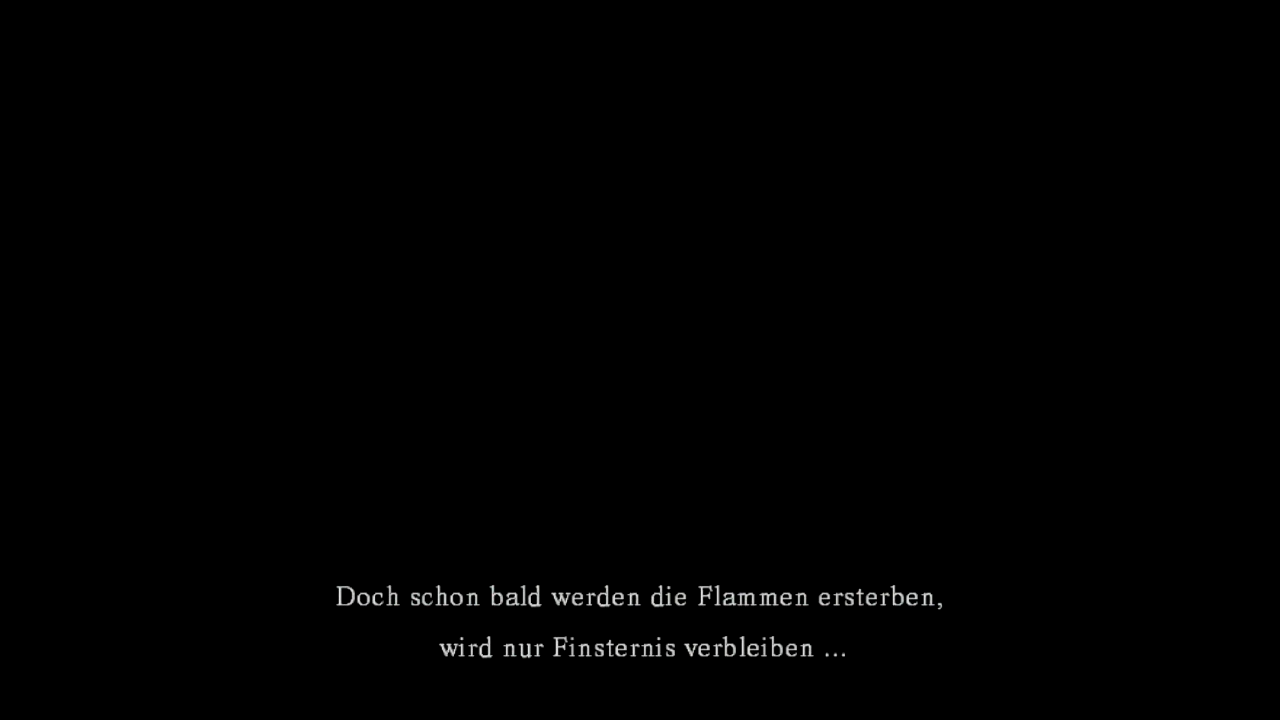 Doch schon bald werden die Flammen ersterben,
wird nur Finsternis verbleiben ...